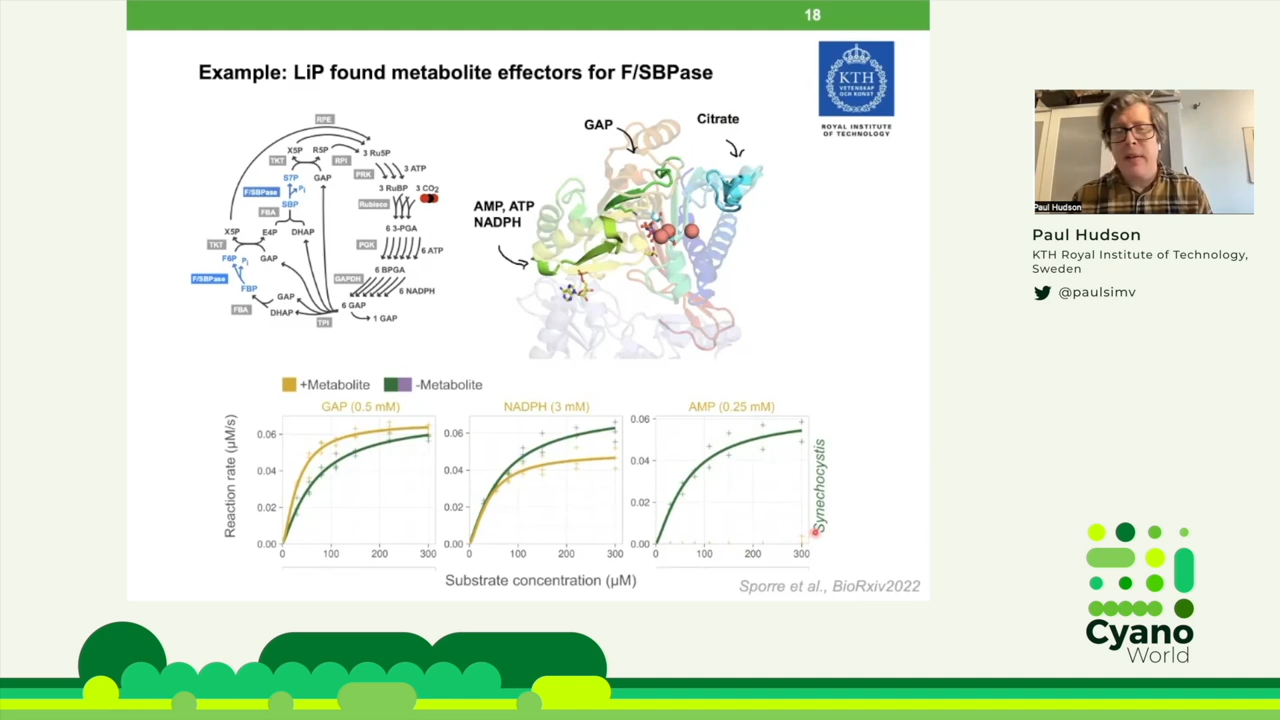 18
Example: LiP found metabolite effectors for F/SBPase
KTH
VETENSKAP
OCH KONST
ROYAL INSTITUTE
OF TECHNOLOGY
RPE
X5P
R5P
TKT
RPI
3 Ru5P
S7P
GAP
PRK
3 ATP
F/SBPase
Pi
3 RuBP
3 CO2
SBP
Rubisco
FBA
6 3-PGA
X5P
E4P
DHAP
TKT
PGK
6 ATP
F6P
Pi
GAP
6 BPGA
F/SBPase
GAPDH
FBP
6 NADPH
GAP
6 GAP
FBA
DHAP
1 GAP
TPI
GAP
Citrate
AMP, ATP
NADPH
+Metabolite
-Metabolite
GAP (0.5 mM)
NADPH (3 mM)
AMP (0.25 mM)
Reaction rate (µM/s)
0.06
0.04
0.02
0.00
0
100
200
300
0.06
0.04
0.02
0.00
0
100
200
300
0.06
0.04
0.02
0.00
0
100
200
300
Synechocystis
Substrate concentration (µM)
Sporre et al., BioRxiv2022
Paul Hudson
Paul Hudson
KTH Royal Institute of Technology,
Sweden
@paulsimv
Cyano
World